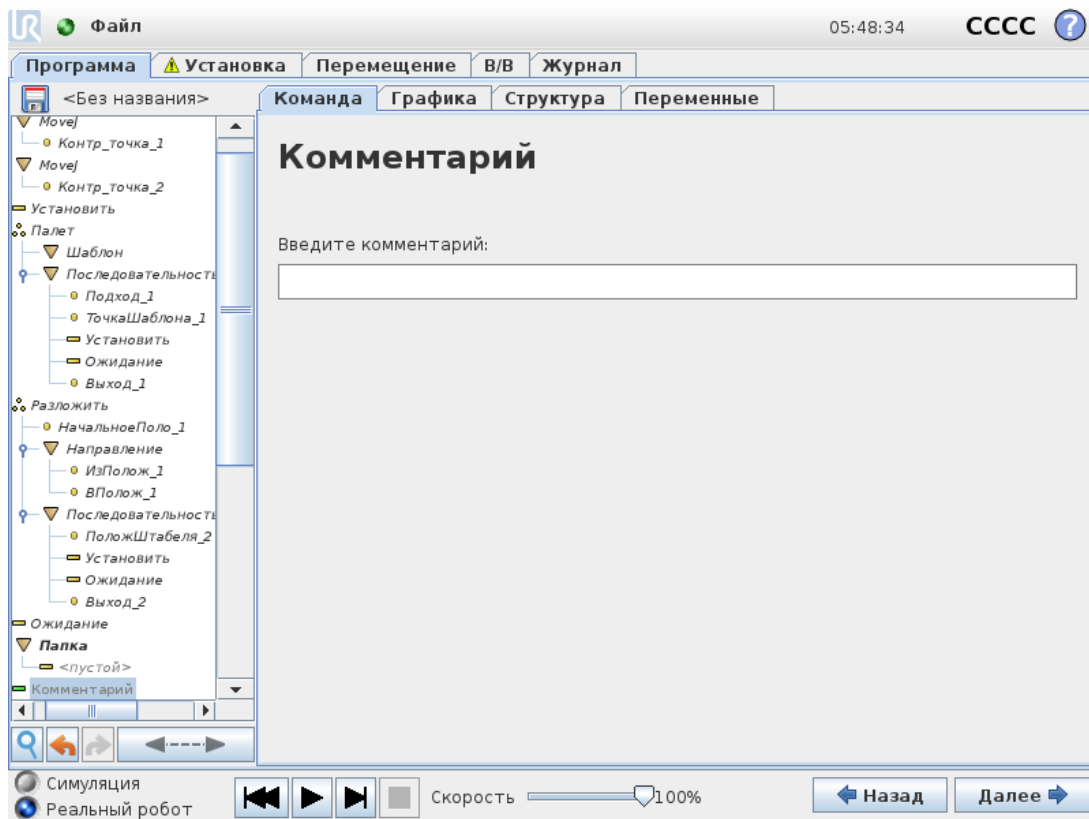 UR Файл 05:48:34 CCCC ?
Программа Установка Перемещение В/В Журнал
<Без названия>
Команда Графика Структура Переменные
MoveJ
Контр_точка_1
MoveJ
Контр_точка_2
Установить
Палет
Шаблон
Последовательность
Подход_1
ТочкаШаблона_1
Установить
Ожидание
Выход_1
Разложить
НачальноеПоло_1
Направление
ИзПолож_1
ВПолож_1
Последовательность
ПоложШтабеля_2
Установить
Ожидание
Выход_2
Ожидание
Папка
<пустой>
Комментарий
Комментарий
Введите комментарий:
Симуляция
Реальный робот
Скорость 100%
Назад Далее